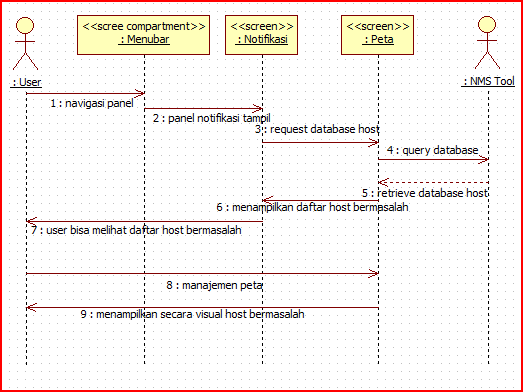 <<scree compartment>>
: Menubar
<<screen>>
: Notifikasi
<<screen>>
: Peta
: User
: NMS Tool
1 : navigasi panel
2 : panel notifikasi tampil
3 : request database host
4 : query database
5 : retrieve database host
6 : menampilkan daftar host bermasalah
7 : user bisa melihat daftar host bermasalah
8 : manajemen peta
9 : menampilkan secara visual host bermasalah